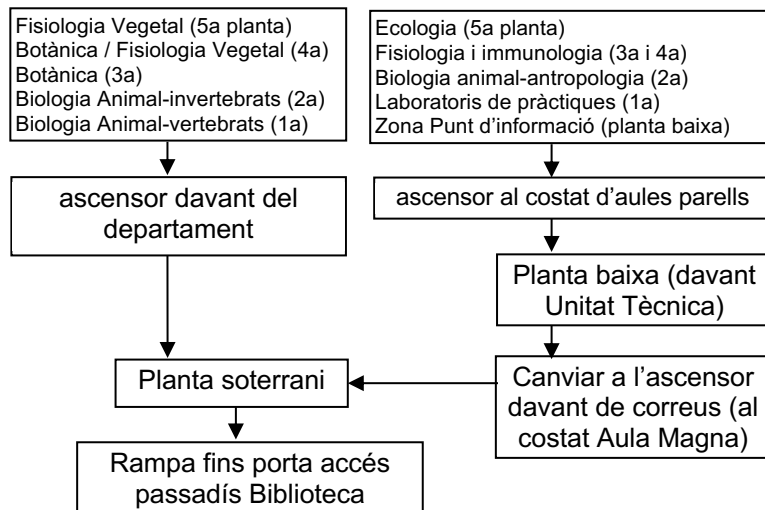 Fisiologia Vegetal (5a planta)
Botànica / Fisiologia Vegetal (4a)
Botànica (3a)
Biologia Animal-invertebrats (2a)
Biologia Animal-vertebrats (1a)
Ecologia (5a planta)
Fisiologia i immunologia (3a i 4a)
Biologia animal-antropologia (2a)
Laboratoris de pràctiques (1a)
Zona Punt d’informació (planta baixa)
ascensor davant del
departament
ascensor al costat d’aules parells
Planta baixa (davant
Unitat Tècnica)
Planta soterrani
Canviar a l’ascensor
davant de correus (al
costat Aula Magna)
Rampa fins porta accés
passadís Biblioteca